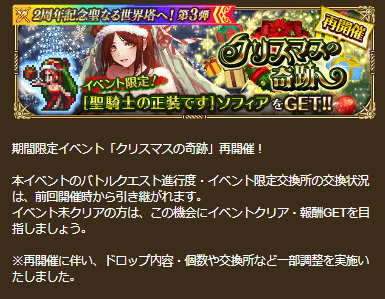 2周年記念聖なる世界塔へ!第3弾
再開催
クリスマスの奇跡
イベント限定!
[聖騎士の正装です]ソフィアをGET!!
期間限定イベント「クリスマスの奇跡」再開催!
本イベントのバトルクエスト進行度・イベント限定交換所の交換状況
は、前回開催時から引き継がれます。
イベント未クリアの方は、この機会にイベントクリア・報酬GETを目
指しましょう。
※再開催に伴い、ドロップ内容・個数や交換所など一部調整を実施い
たしました。